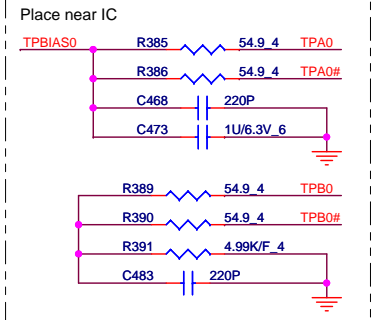 Place near IC
TPBIAS0 R385 54.9_4 TPA0
R386 54.9_4 TPA0#
C468 220P
C473 1U/6.3V_6
R389 54.9_4 TPB0
R390 54.9_4 TPB0#
R391 4.99K/F_4
C483 220P